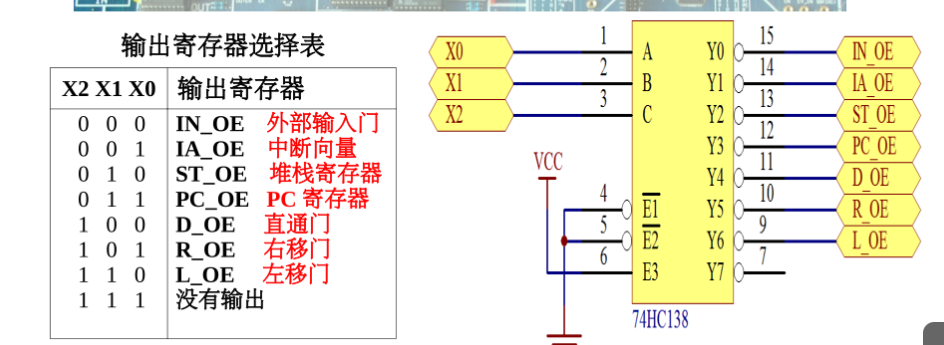 IN
OUT
输出寄存器选择表
X2 X1 X0 输出寄存器
0 0 0 IN_OE 外部输入门
0 0 1 IA_OE 中断向量
0 1 0 ST_OE 堆栈寄存器
0 1 1 PC_OE PC 寄存器
1 0 0 D_OE 直通门
1 0 1 R_OE 右移门
1 1 0 L_OE 左移门
1 1 1 没有输出
X0 1 A Y0 15 IN_OE
X1 2 B Y1 14 IA_OE
X2 3 C Y2 13 ST_OE
Y3 12 PC_OE
VCC Y4 11 D_OE
4 E1 Y5 10 R_OE
5 E2 Y6 9 L_OE
6 E3 Y7 7
74HC138